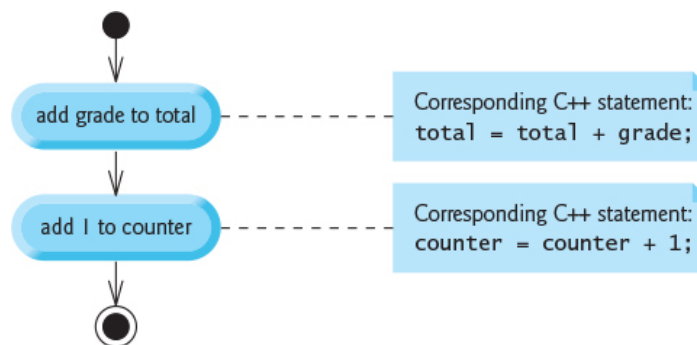 add grade to total
Corresponding C++ statement:
total = total + grade;
add 1 to counter
Corresponding C++ statement:
counter = counter + 1;